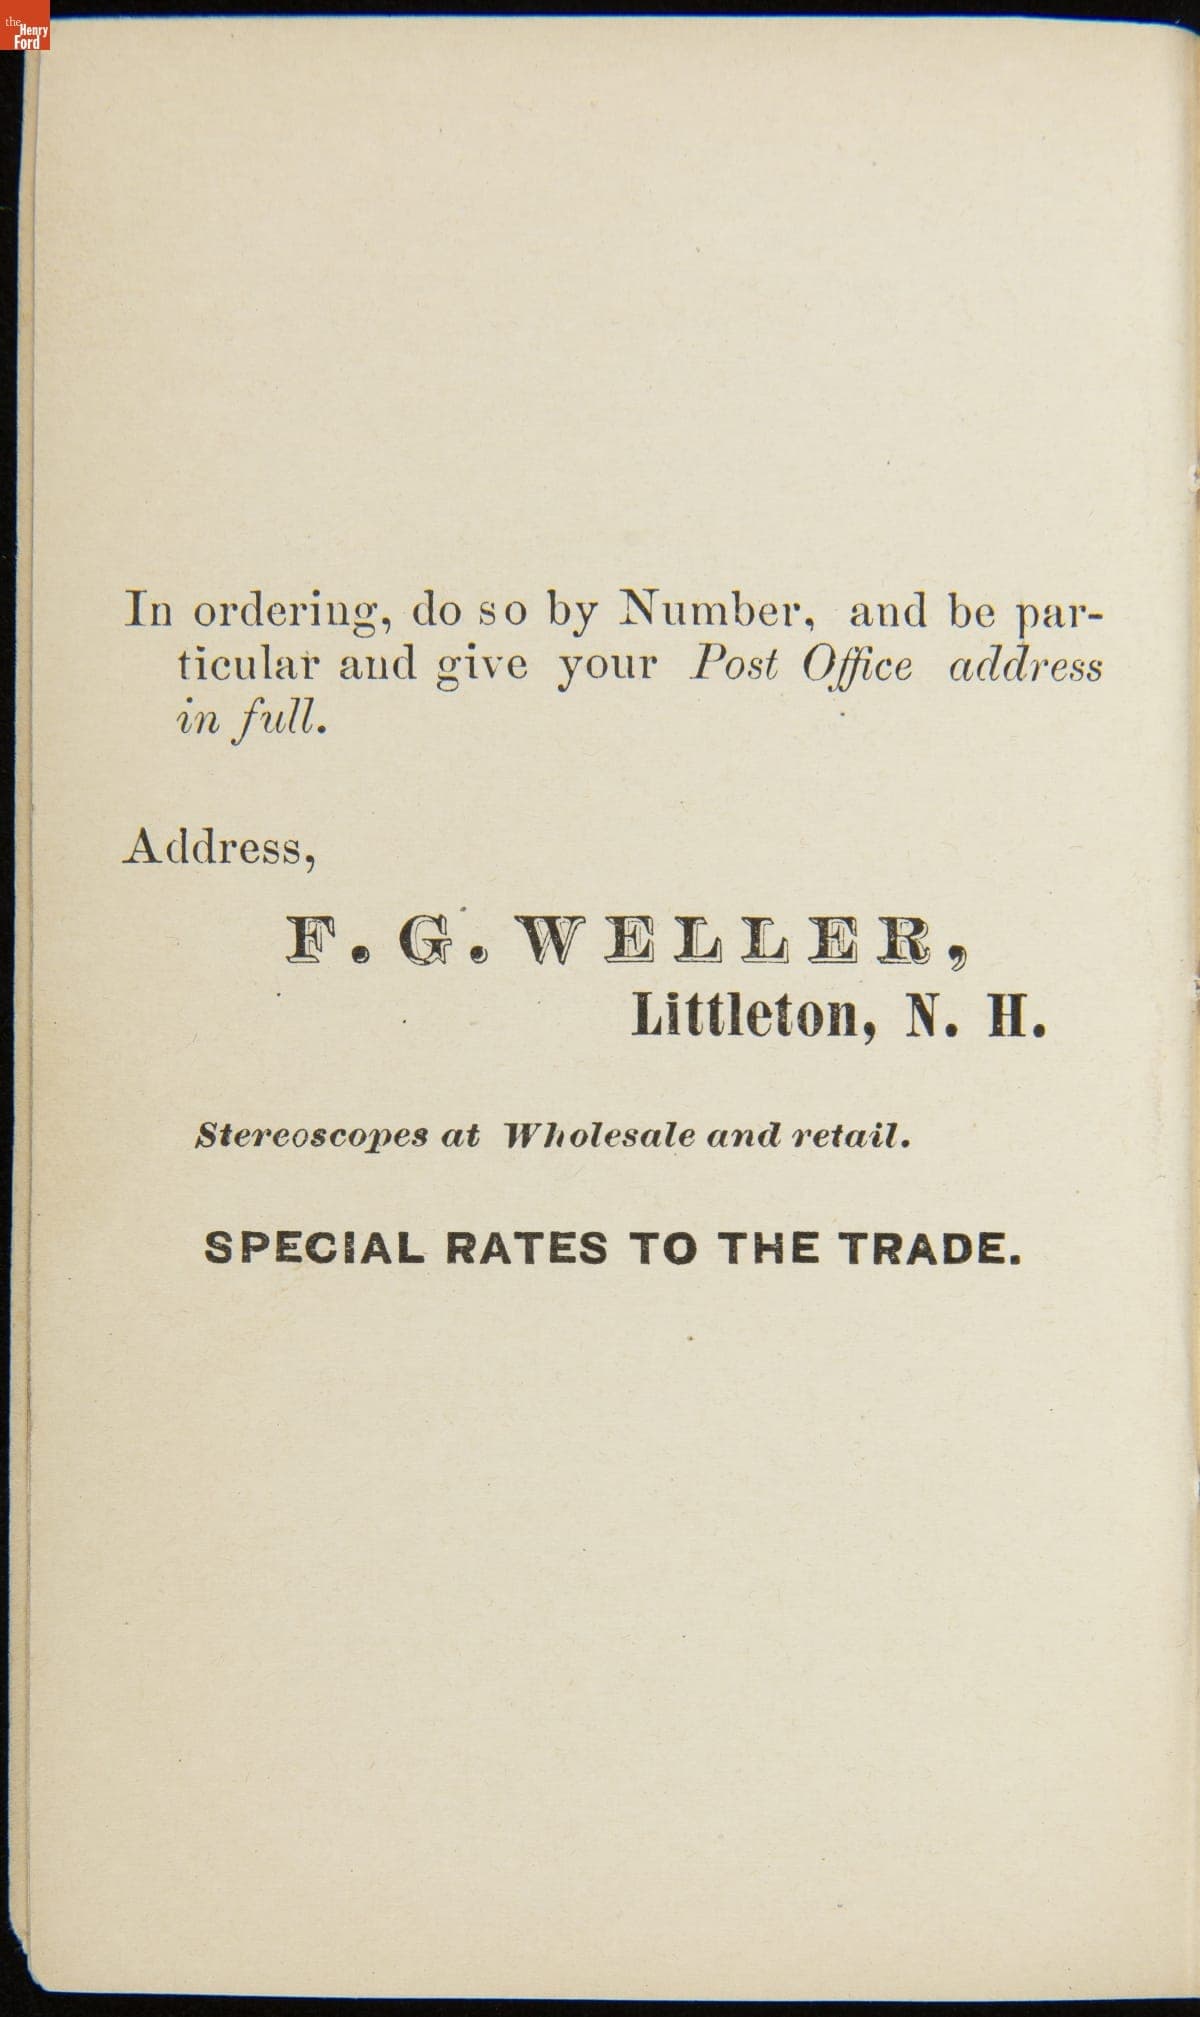 the
Henry
Ford
In ordering, do so by Number, and be par-
ticular and give your Post Office address
in full.
Address,
F. G. WELLER,
Littleton, N. H.
Stereoscopes at Wholesale and retail.
SPECIAL RATES TO THE TRADE.